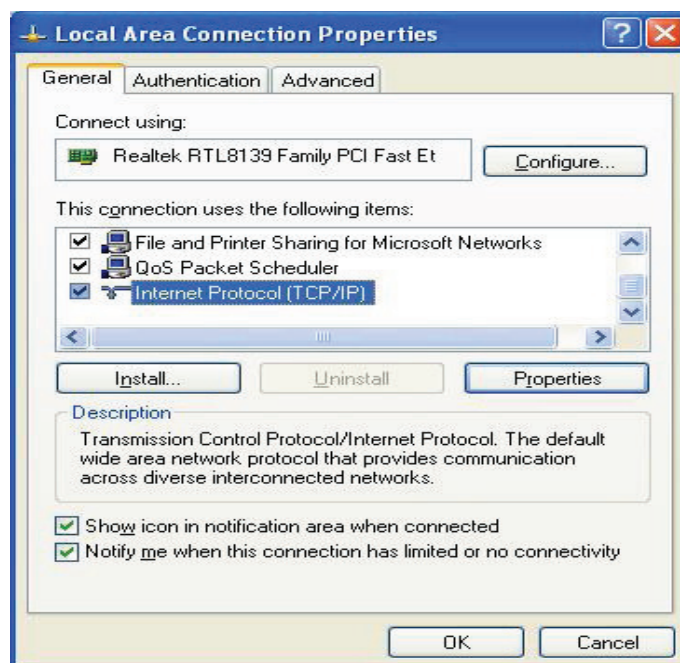 Local Area Connection Properties
General Authentication Advanced
Connect using:
Realtek RTL8139 Family PCI Fast Et
Configure...
This connection uses the following items:
File and Printer Sharing for Microsoft Networks
QoS Packet Scheduler
Internet Protocol (TCP/IP)
Install... Uninstall Properties
Description
Transmission Control Protocol/Internet Protocol. The default
wide area network protocol that provides communication
across diverse interconnected networks.
Show icon in notification area when connected
Notify me when this connection has limited or no connectivity
OK Cancel